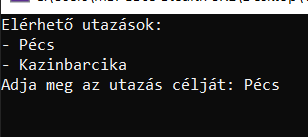 Elérhető utazások:
- Pécs
- Kazinbarcika
Adja meg az utazás célját: Pécs